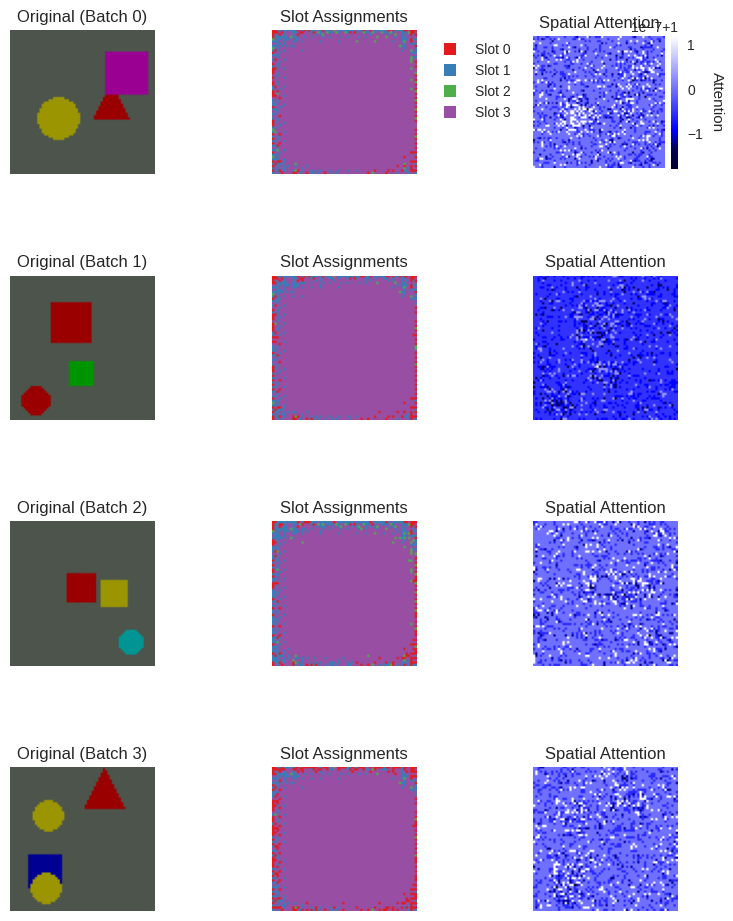 Original (Batch 0)
Slot Assignments
Slot 0
Slot 1
Slot 2
Slot 3
Spatial Attention
1e−7+1
1
0
−1
Attention
Original (Batch 1)
Slot Assignments
Spatial Attention
Original (Batch 2)
Slot Assignments
Spatial Attention
Original (Batch 3)
Slot Assignments
Spatial Attention